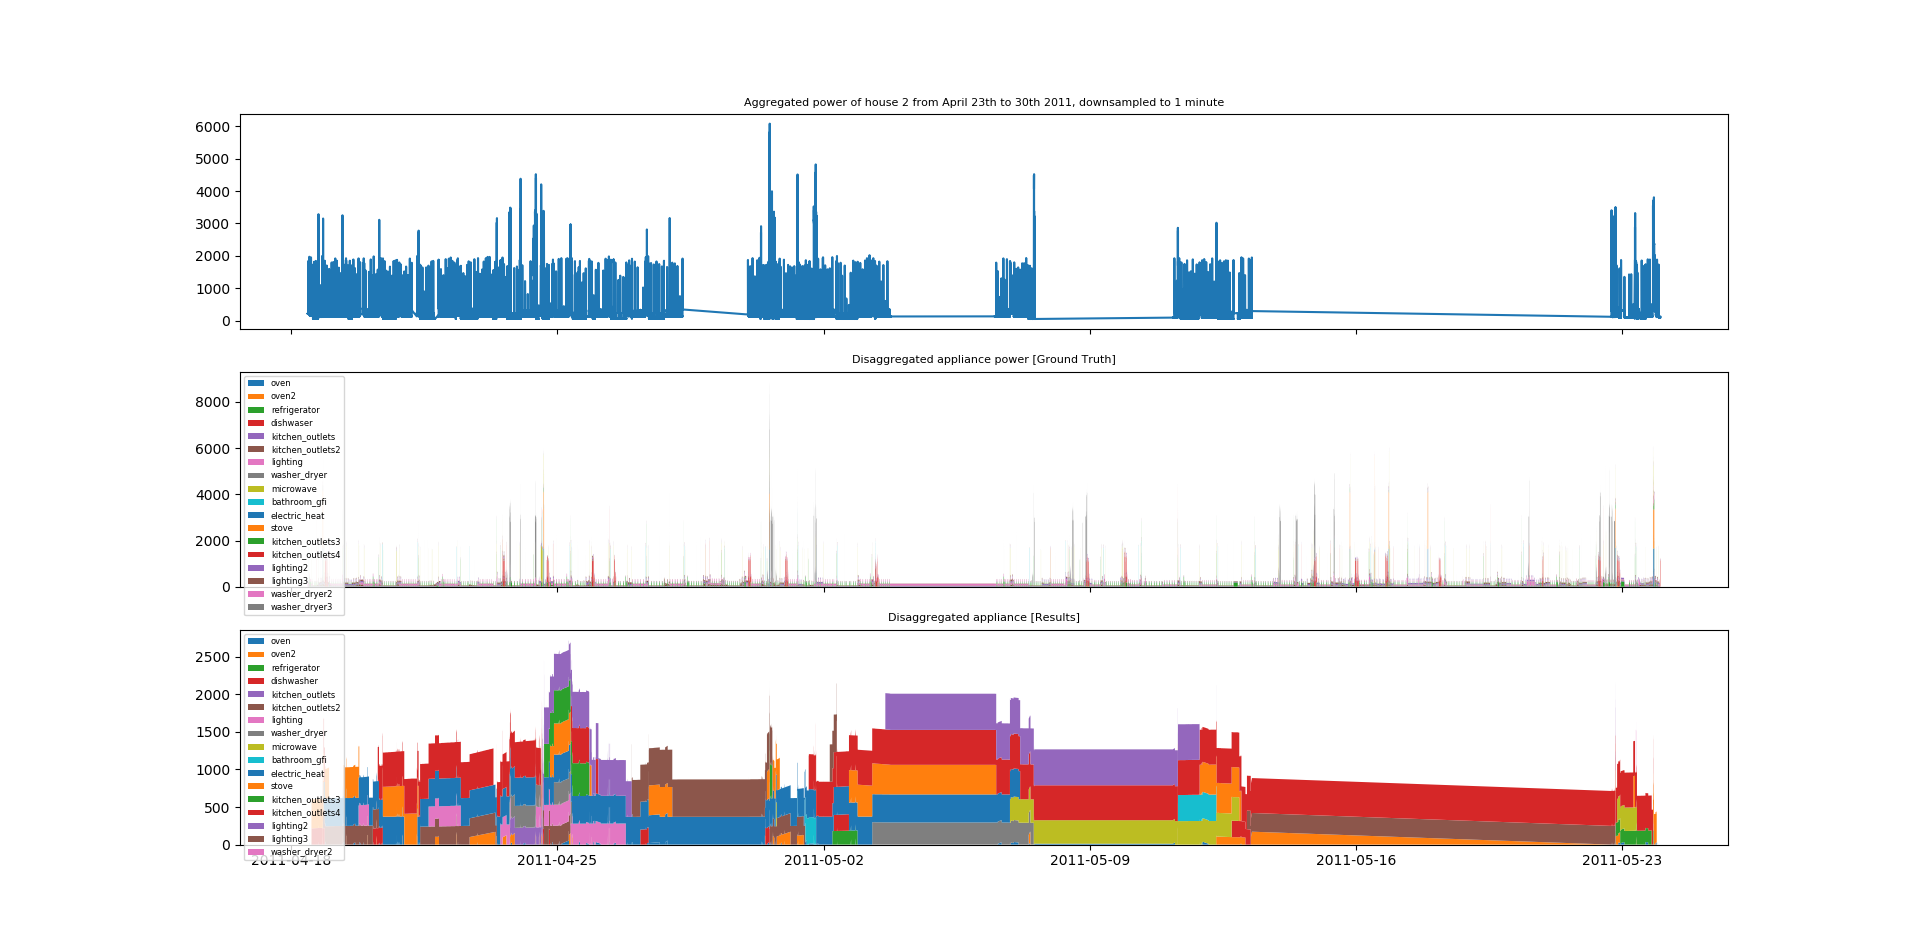 Aggregated power of house 2 from April 23th to 30th 2011, downsampled to 1 minute
6000
5000
4000
3000
2000
1000
0
Disaggregated appliance power [Ground Truth]
8000
6000
4000
2000
0
oven
oven2
refrigerator
dishwaser
kitchen_outlets
kitchen_outlets2
lighting
washer_dryer
microwave
bathroom_gfi
electric_heat
stove
kitchen_outlets3
kitchen_outlets4
lighting2
lighting3
washer_dryer2
washer_dryer3
Disaggregated appliance [Results]
2500
2000
1500
1000
500
0
oven
oven2
refrigerator
dishwasher
kitchen_outlets
kitchen_outlets2
lighting
washer_dryer
microwave
bathroom_gfi
electric_heat
stove
kitchen_outlets3
kitchen_outlets4
lighting2
lighting3
washer_dryer2
2011-04-18 2011-04-25 2011-05-02 2011-05-09 2011-05-16 2011-05-23